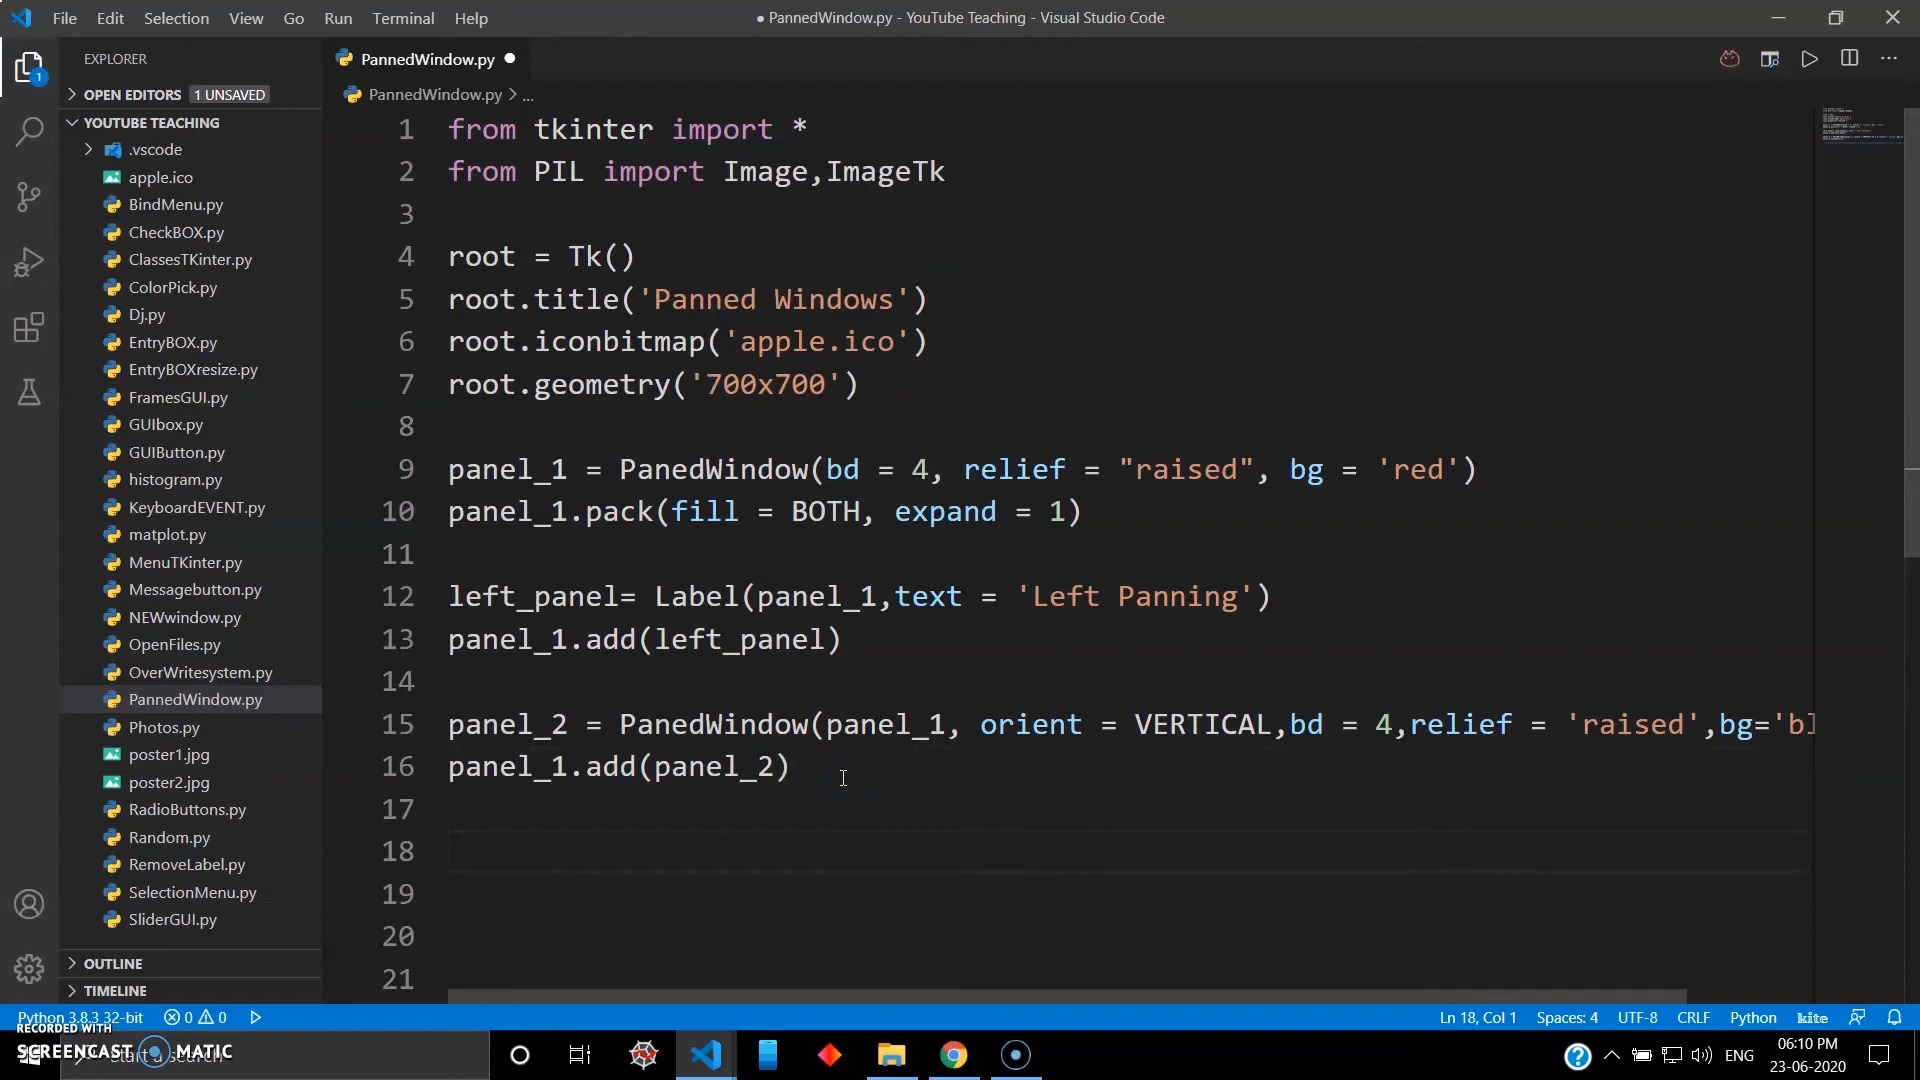 File Edit Selection View Go Run Terminal Help
● PannedWindow.py - YouTube Teaching - Visual Studio Code
EXPLORER
OPEN EDITORS 1 UNSAVED
YOUTUBE TEACHING
.vscode
apple.ico
BindMenu.py
CheckBOX.py
ClassesTKinter.py
ColorPick.py
Dj.py
EntryBOX.py
EntryBOXresize.py
FramesGUI.py
GUIbox.py
GUIButton.py
histogram.py
KeyboardEVENT.py
matplot.py
MenuTKinter.py
Messagebutton.py
NEWwindow.py
OpenFiles.py
OverWritesystem.py
PannedWindow.py
Photos.py
poster1.jpg
poster2.jpg
RadioButtons.py
Random.py
RemoveLabel.py
SelectionMenu.py
SliderGUI.py
OUTLINE
TIMELINE
1
PannedWindow.py
PannedWindow.py > ...
1 from tkinter import *
2 from PIL import Image,ImageTk
3
4 root = Tk()
5 root.title('Panned Windows')
6 root.iconbitmap('apple.ico')
7 root.geometry('700x700')
8
9 panel_1 = PanedWindow(bd = 4, relief = "raised", bg = 'red')
10 panel_1.pack(fill = BOTH, expand = 1)
11
12 left_panel= Label(panel_1,text = 'Left Panning')
13 panel_1.add(left_panel)
14
15 panel_2 = PanedWindow(panel_1, orient = VERTICAL,bd = 4,relief = 'raised',bg='bl
16 panel_1.add(panel_2)
17
18
19
20
21
Python 3.8.3 32-bit 0 0 Ln 18, Col 1 Spaces: 4 UTF-8 CRLF Python kite
RECORDED WITH
SCREENCAST MATIC
ENG
06:10 PM
23-06-2020